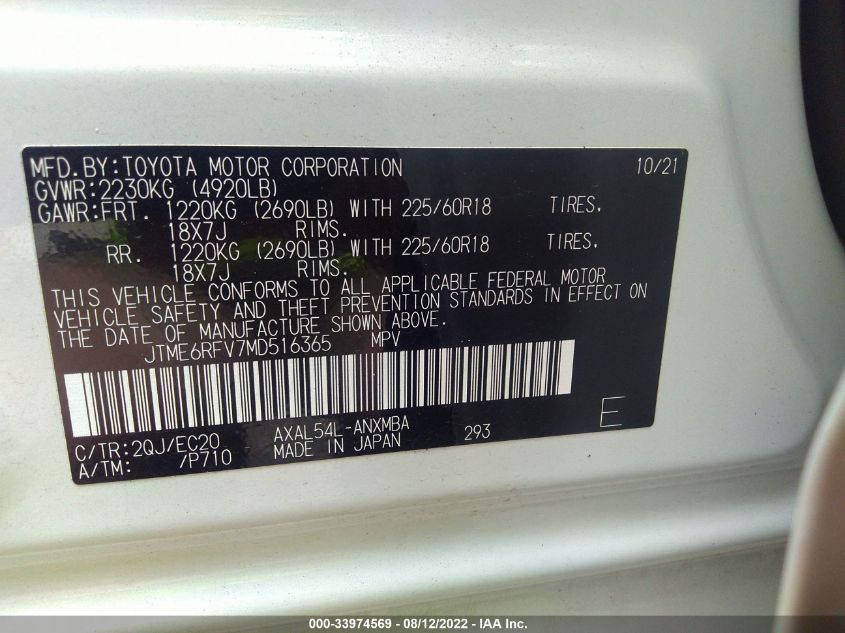 MFD.BY:TOYOTA MOTOR CORPORATION 10/21
GVWR:2230KG (4920LB)
GAWR:FRT. 1220KG (2690LB) WITH 225/60R18 TIRES.
18X7J RIMS.
RR. 1220KG (2690LB) WITH 225/60R18 TIRES.
18X7J RIMS.
THIS VEHICLE CONFORMS TO ALL APPLICABLE FEDERAL MOTOR
VEHICLE SAFETY AND THEFT PREVENTION STANDARDS IN EFFECT ON
THE DATE OF MANUFACTURE SHOWN ABOVE.
JTME6RFV7MD516365 MPV
C/TR:2QJ/EC20 AXAL54L-ANXMBA 293 E
A/TM: /P710 MADE IN JAPAN
000-33974569 - 08/12/2022 - IAA Inc.